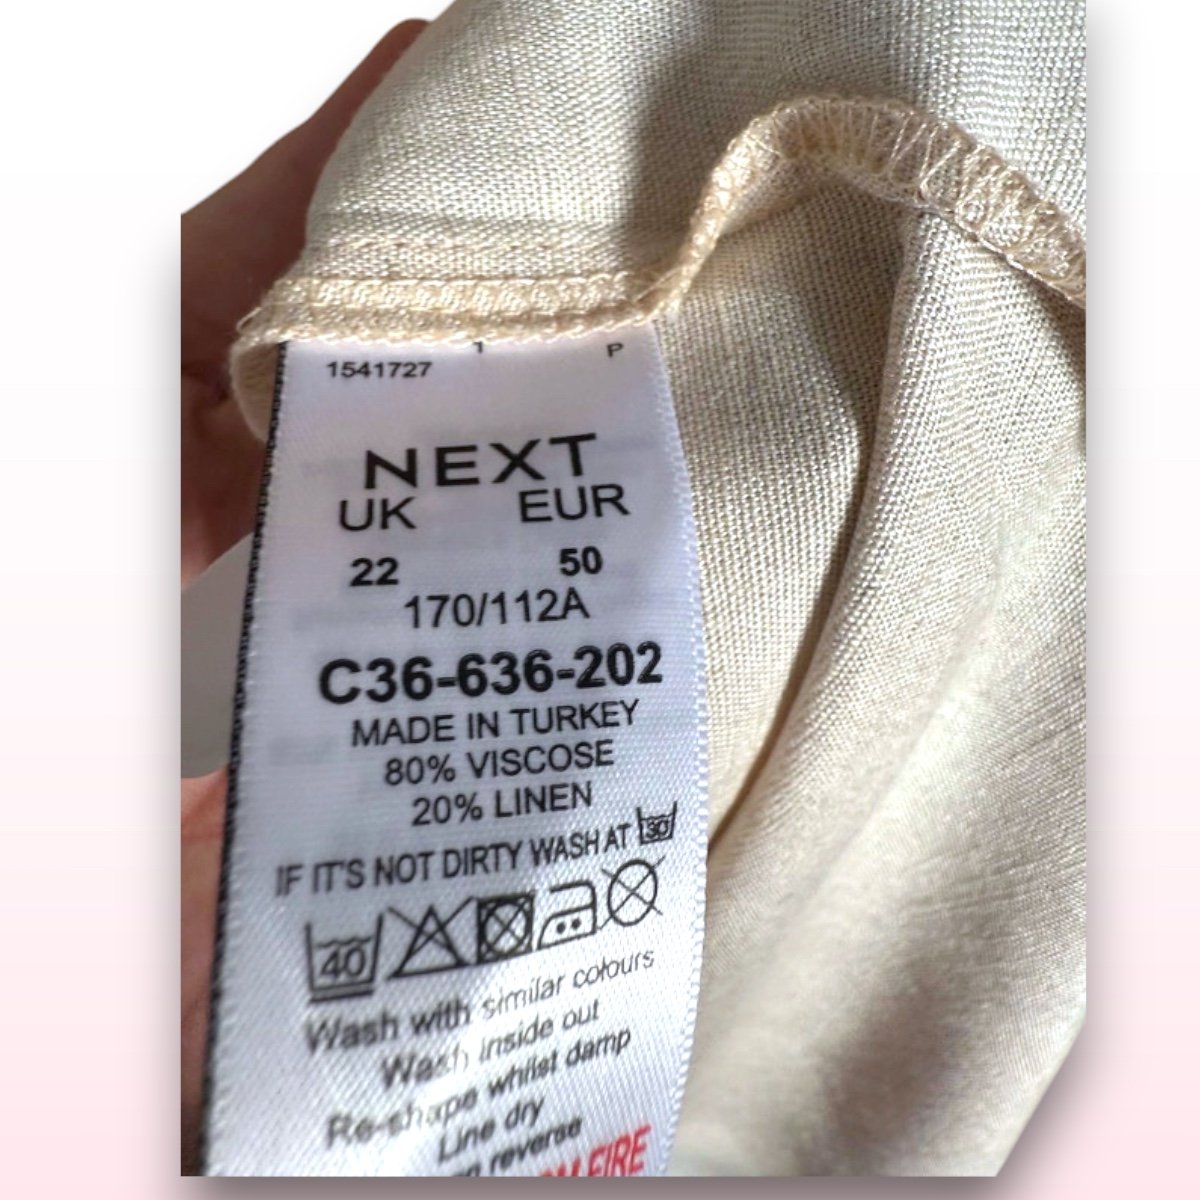 1 P
1541727
NEXT
UK EUR
22 50
170/112A
C36-636-202
MADE IN TURKEY
80% VISCOSE
20% LINEN
IF IT'S NOT DIRTY WASH AT 30
40
Wash with similar colours
Wash inside out
Re-shape whilst damp
Line dry
reverse
FIRE